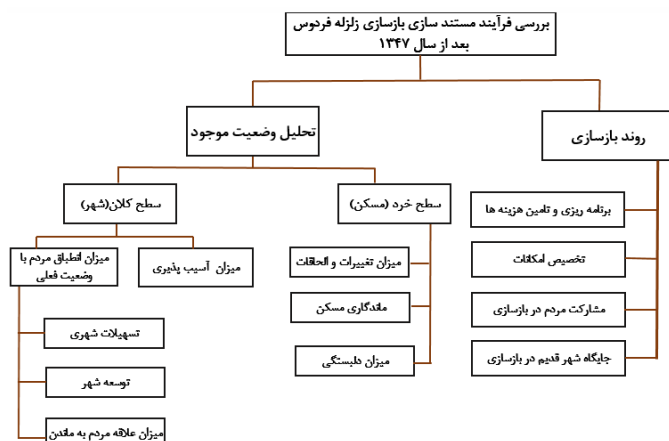 بررسی فرآیند مستند سازی بازسازی زلزله فردوس
بعد از سال ۱۳۴۷
روند بازسازی
برنامه ریزی و تامین هزینه ها
تخصیص امکانات
مشارکت مردم در بازسازی
جایگاه شهر قدیم در بازسازی
تحلیل وضعیت موجود
سطح خرد (مسکن)
میزان تغییرات و الحاقات
ماندگاری مسکن
میزان دلبستگی
سطح کلان(شهر)
میزان آسیب پذیری
میزان انطباق مردم با
وضعیت فعلی
تسهیلات شهری
توسعه شهر
میزان علاقه مردم به ماندن